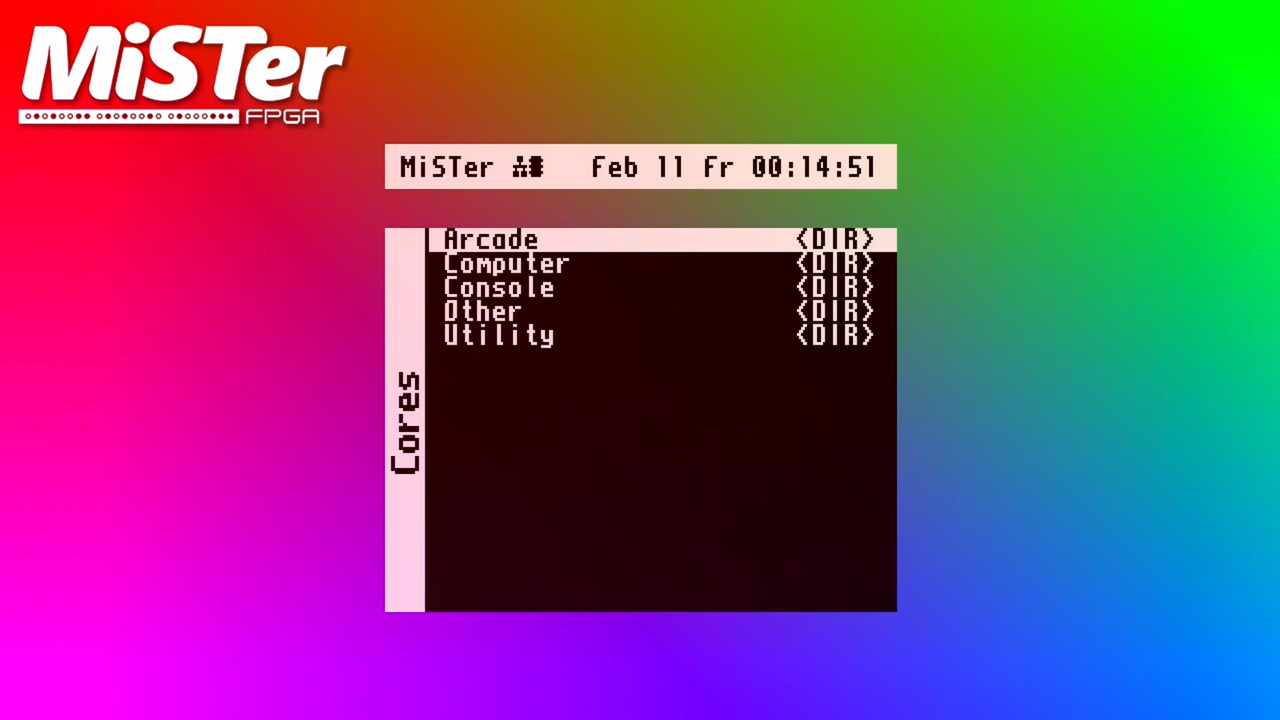 MiSTer
FPGA
MiSTer Feb 11 Fr 00:14:51
Arcade <DIR>
Computer <DIR>
Console <DIR>
Other <DIR>
Utility <DIR>
Cores